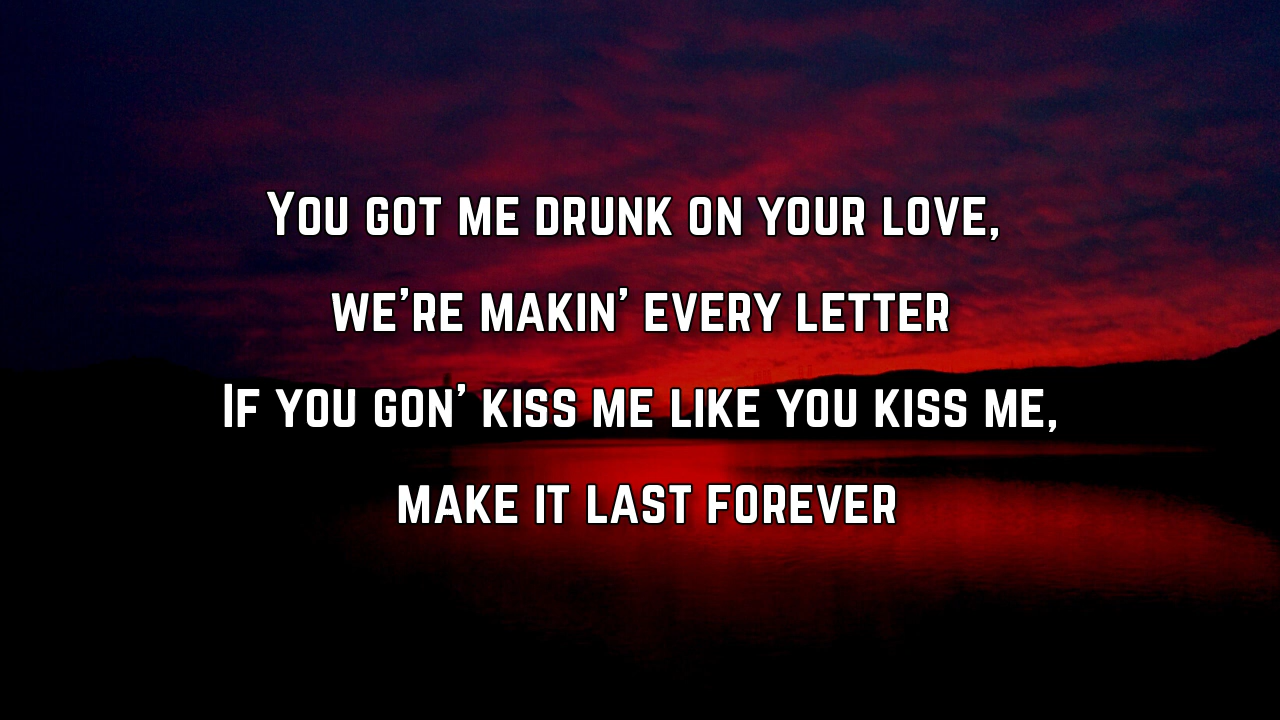 You got me drunk on your love,
we're makin' every letter
If you gon' kiss me like you kiss me,
make it last forever